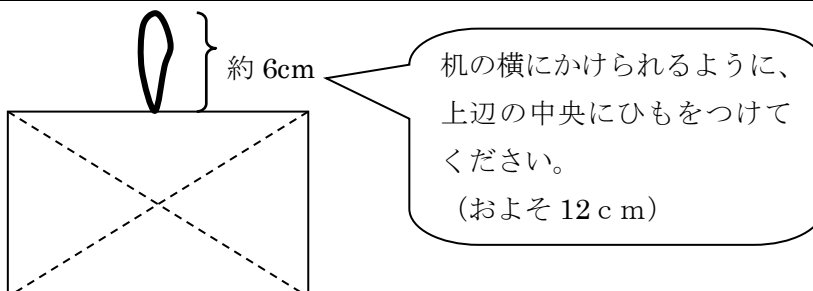 約 6cm
机の横にかけられるように、
上辺の中央にひもをつけて
ください。
（およそ 12ｃｍ）